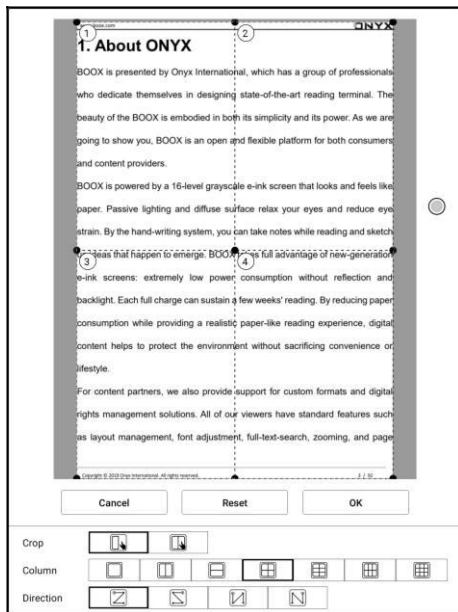 ONYX
1 2
1. About ONYX
BOOX is presented by Onyx International, which has a group of professionals
who dedicate themselves in designing state-of-the-art reading terminal. The
beauty of the BOOX is embodied in both its simplicity and its power. As we are
going to show you, BOOX is an open and flexible platform for both consumers
and content providers.
BOOX is powered by a 16-level grayscale e-ink screen that looks and feels like
paper. Passive lighting and diffuse surface relax your eyes and reduce eye
strain. By the hand-writing system, you can take notes while reading and sketch
3 4
that happen to emerge. BOOX full advantage of new-generation
e-ink screens: extremely low power consumption without reflection and
backlight. Each full charge can sustain a few weeks' reading. By reducing paper
consumption while providing a realistic paper-like reading experience, digital
content helps to protect the environment without sacrificing convenience or
lifestyle.
For content partners, we also provide support for custom formats and digital
rights management solutions. All of our viewers have standard features such
as layout management, font adjustment, full-text-search, zooming, and page
Copyright © 2019 Onyx International. All rights reserved. 3 / 92
Cancel Reset OK
Crop
Column
Direction